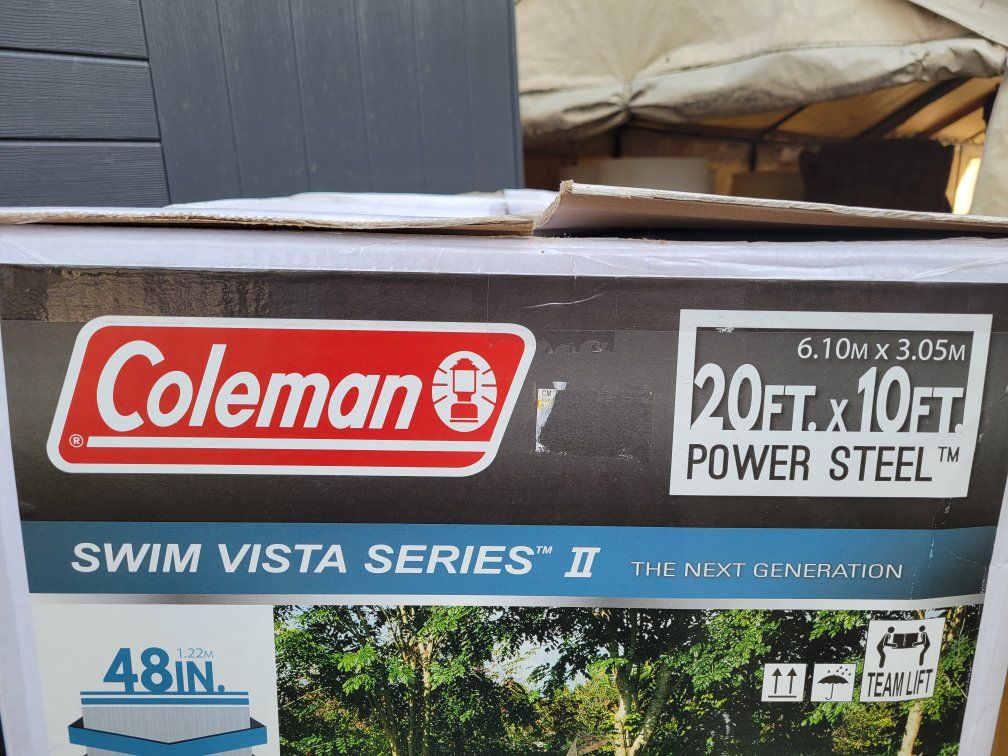 Coleman
®
6.10M x 3.05M
20FT. x 10FT.
POWER STEEL™
SWIM VISTA SERIES™ II
THE NEXT GENERATION
48IN.
1.22M
TEAM LIFT
CM